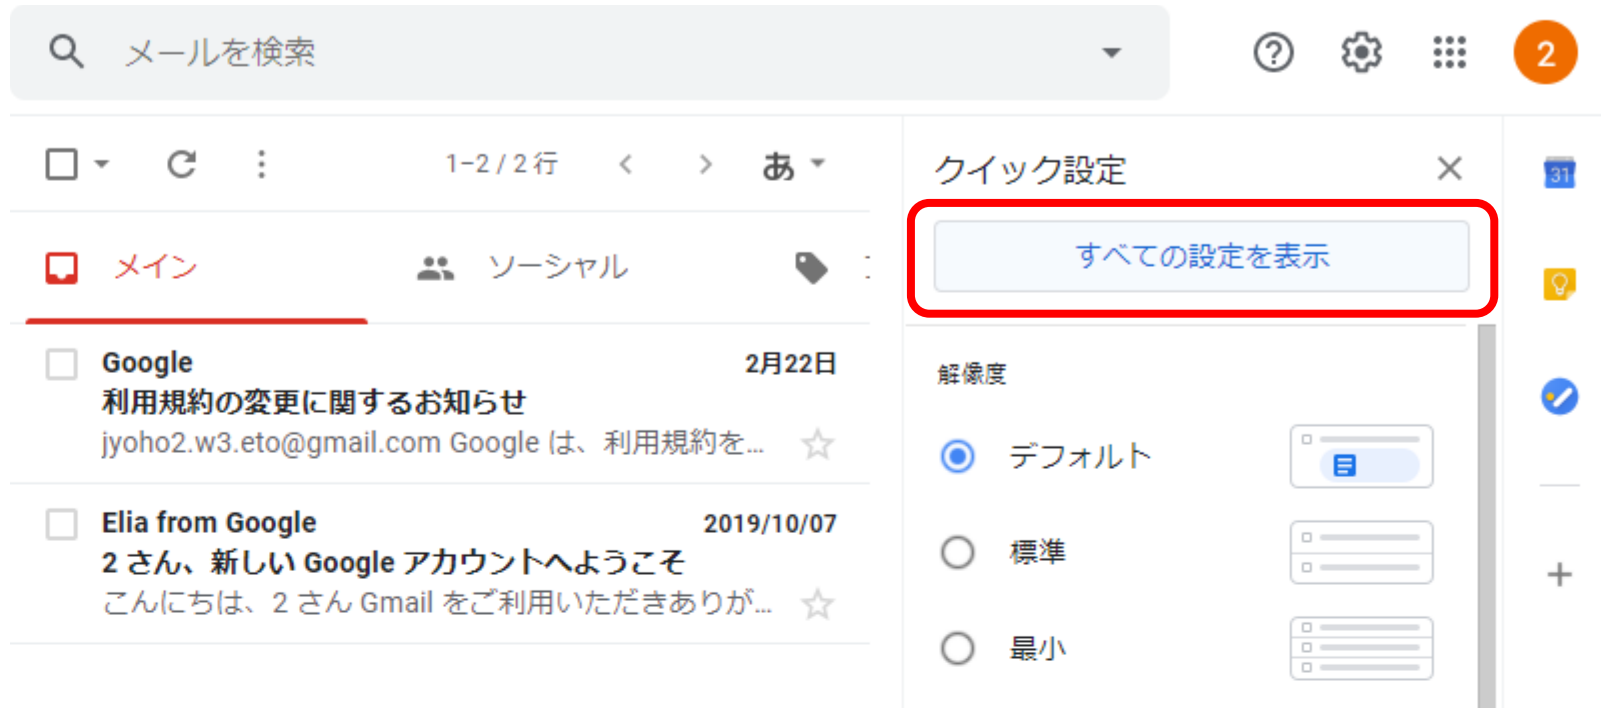 メールを検索
2
1–2 / 2 行
あ
メイン
ソーシャル
Google
2月22日
利用規約の変更に関するお知らせ
jyoho2.w3.eto@gmail.com Google は、利用規約を...
Elia from Google
2019/10/07
2 さん、新しい Google アカウントへようこそ
こんにちは、2 さん Gmail をご利用いただきありが...
クイック設定
すべての設定を表示
解像度
デフォルト
標準
最小
31